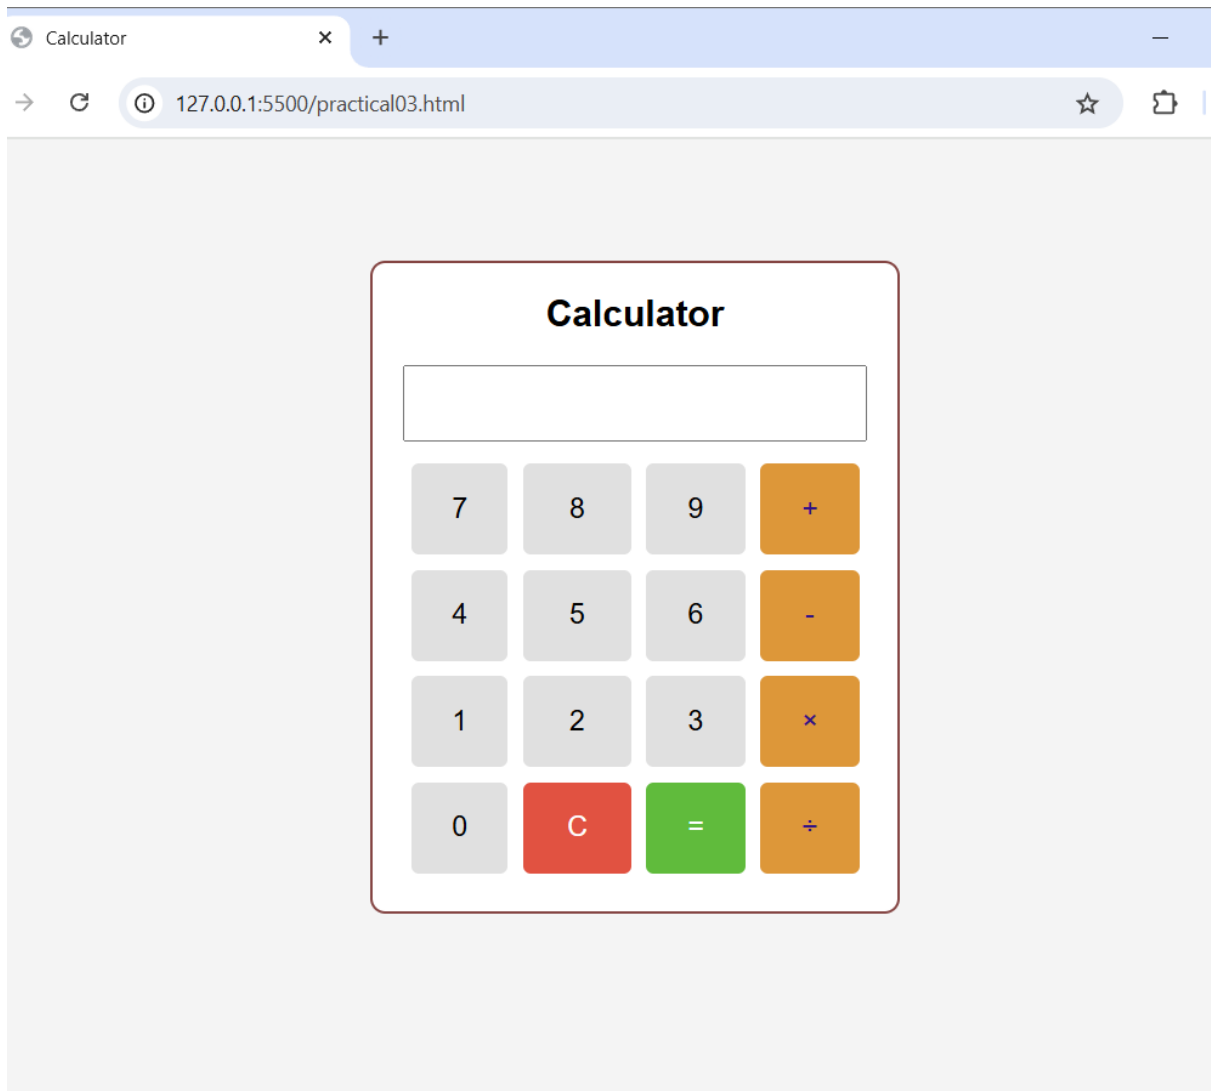 Calculator
127.0.0.1:5500/practical03.html
Calculator
7 8 9 +
4 5 6 -
1 2 3 ×
0 C = ÷